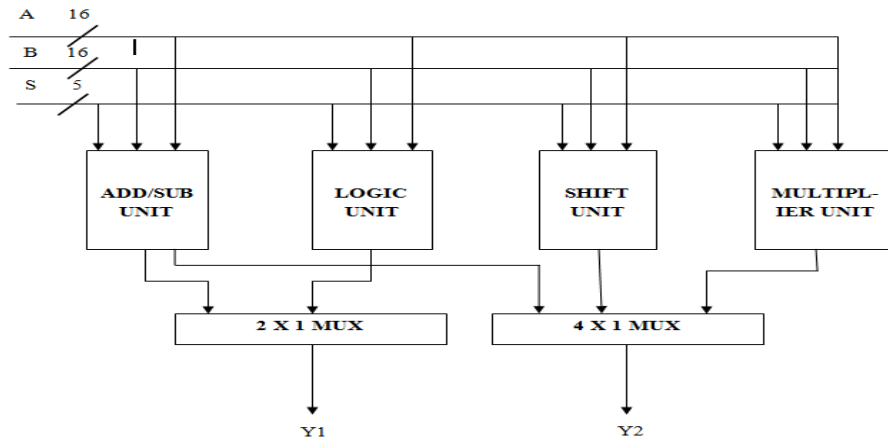 A 16
B 16
S 5
ADD/SUB
UNIT
LOGIC
UNIT
SHIFT
UNIT
MULTIPL-
IER UNIT
2 X 1 MUX
4 X 1 MUX
Y1
Y2